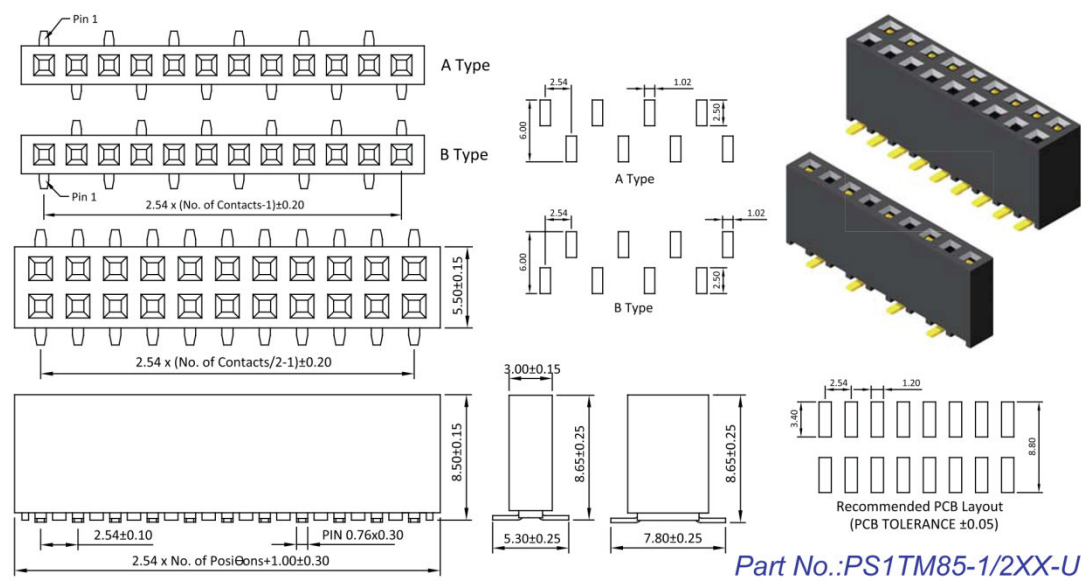 Pin 1
A Type
B Type
Pin 1
2.54 x (No. of Contacts-1)±0.20
5.50±0.15
2.54 x (No. of Contacts/2-1)±0.20
8.50±0.15
2.54±0.10
PIN 0.76x0.30
2.54 x No. of PosiƟons+1.00±0.30
3.00±0.15
8.65±0.25
5.30±0.25
8.65±0.25
7.80±0.25
2.54
1.02
6.00
2.50
A Type
2.54
1.02
6.00
2.50
B Type
2.54
1.20
3.40
8.80
Recommended PCB Layout
(PCB TOLERANCE ±0.05)
Part No.:PS1TM85-1/2XX-U